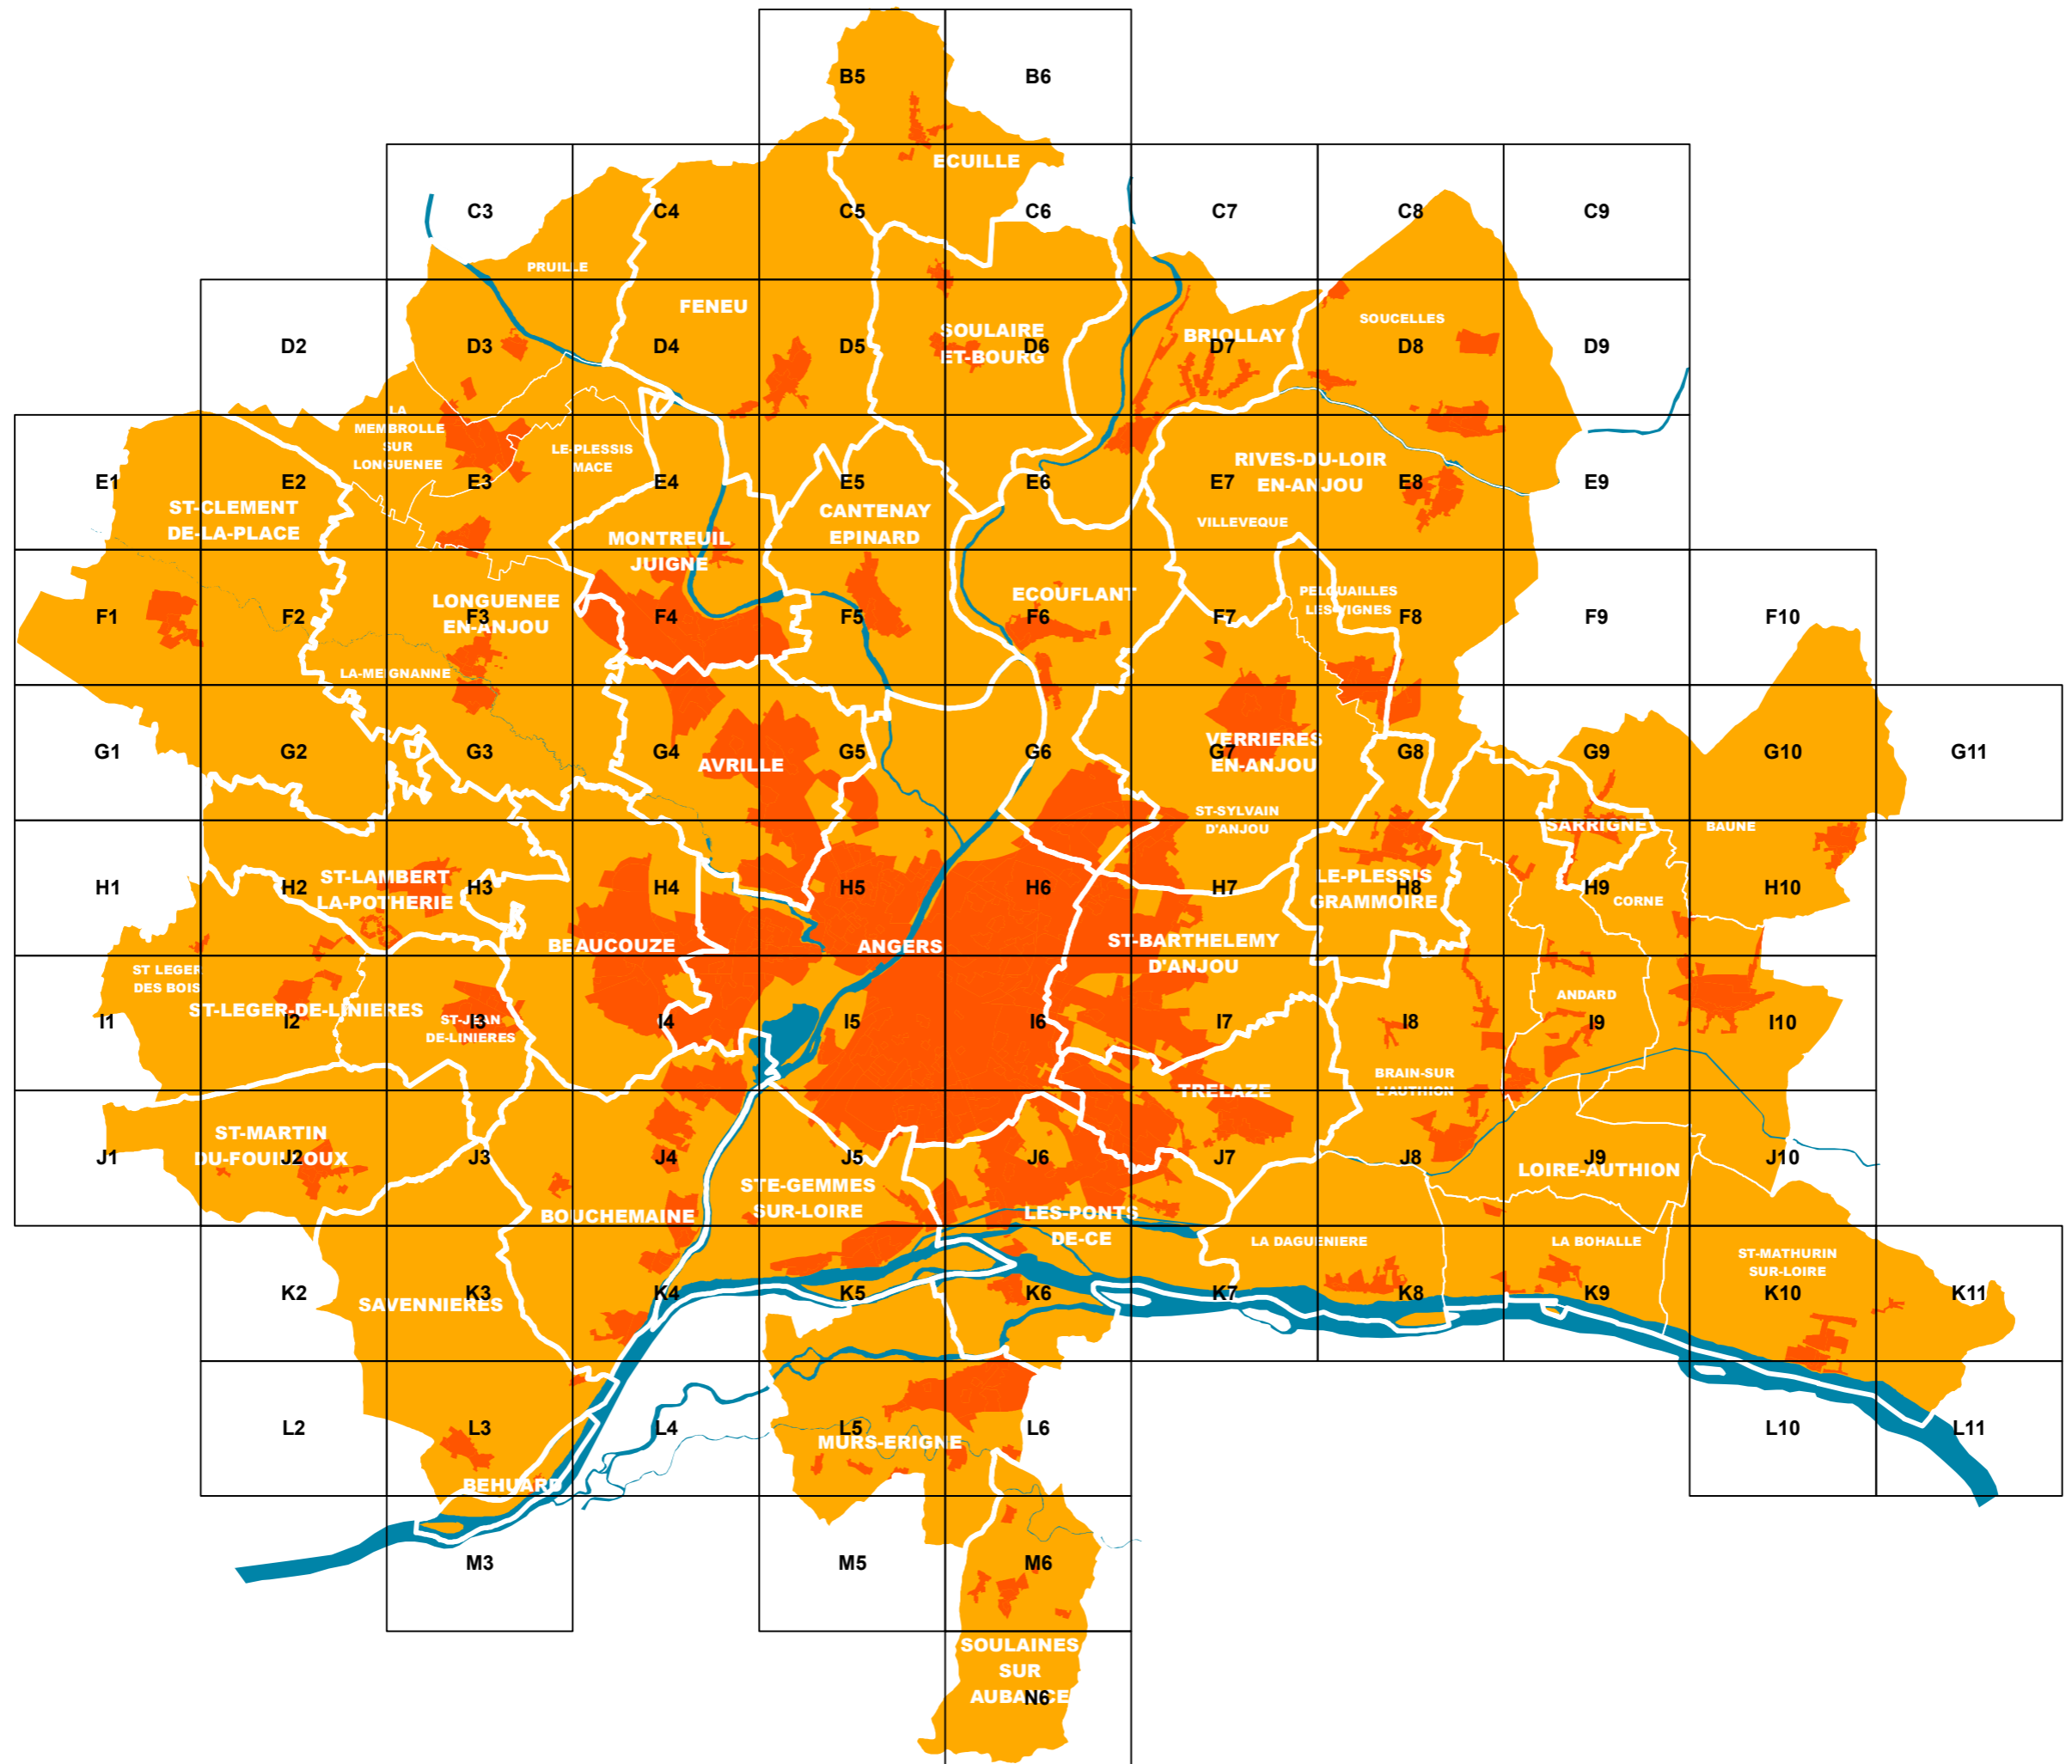 B5
B6
ECUILLE
C3
C4
C5
C6
C7
C8
C9
PRUILLE
FENEU
SOUCELLES
SOULAIRE
ET-BOURG
BRIOLLAY
D2
D3
D4
D5
D6
D7
D8
D9
LA
MEMBROLLE
SUR
LONGUENEE
LE-PLESSIS
MACE
RIVES-DU-LOIR
EN-ANJOU
E1
E2
E3
E4
E5
E6
E7
E8
E9
ST-CLEMENT
DE-LA-PLACE
CANTENAY
EPINARD
VILLEVEQUE
MONTREUIL
JUIGNE
PELOUAILLES
LES-VIGNES
ECOUFLANT
LONGUENEE
EN-ANJOU
F1
F2
F3
F4
F5
F6
F7
F8
F9
F10
LA-MEIGNANNE
VERRIERES
EN-ANJOU
G1
G2
G3
G4
G5
G6
G7
G8
G9
G10
G11
AVRILLE
ST-SYLVAIN
D'ANJOU
SARRIGNE
BAUNE
ST-LAMBERT
LA-POTHERIE
LE-PLESSIS
GRAMMOIRE
H1
H2
H3
H4
H5
H6
H7
H8
H9
H10
CORNE
BEAUCOUZE
ANGERS
ST-BARTHELEMY
D'ANJOU
ST LEGER
DES BOIS
ST-LEGER-DE-LINIERES
ST-JEAN
DE-LINIERES
ANDARD
I1
I2
I3
I4
I5
I6
I7
I8
I9
I10
BRAIN-SUR
L'AUTHION
TRELAZE
ST-MARTIN
DU-FOUILLOUX
J1
J2
J3
J4
J5
J6
J7
J8
J9
J10
LOIRE-AUTHION
STE-GEMMES
SUR-LOIRE
BOUCHEMAINE
LES-PONTS
DE-CE
LA DAGUENIERE
LA BOHALLE
ST-MATHURIN
SUR-LOIRE
K2
K3
K4
K5
K6
K7
K8
K9
K10
K11
SAVENNIERES
L2
L3
L4
L5
L6
L10
L11
MURS-ERIGNE
BEHUARD
M3
M5
M6
SOULAINES
SUR
AUBANCE
N6